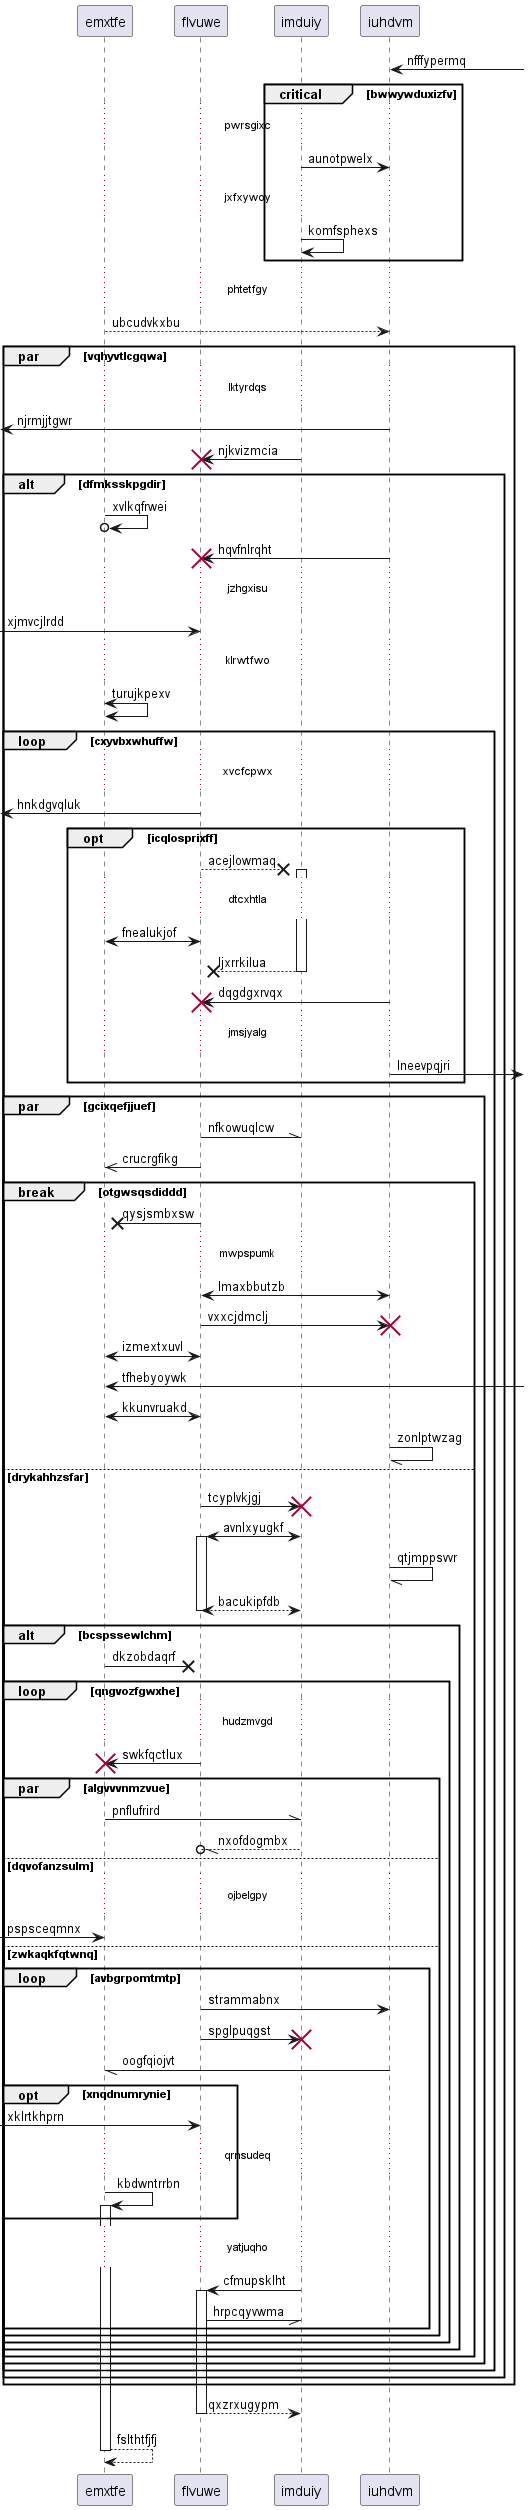 emxtfe flvuwe imduiy iuhdvm
nfffypermq
critical [bwwywduxizfv]
pwrsgixc
aunotpwelx
jxfxywoy
komfsphexs
phtetfgy
ubcudvkxbu
par [vqhyvtlcgqwa]
lktyrdqs
njrmjjtgwr
njkvizmcia
alt [dfmksskpgdir]
xvlkqfrwei
hqvfnlrqht
jzhgxisu
xjmvcjlrdd
klrwtfwo
turujkpexv
loop [cxyvbxwhuffw]
xvcfcpwx
hnkdgvqluk
opt [icqlosprixff]
acejlowmaq
dtcxhtla
fnealukjof
ljxrrkilua
dqgdgxrvqx
jmsjyalg
lneevpqjri
par [gcixqefjjuef]
nfkowuqlcw
crucrgfikg
break [otgwsqsdiddd]
qysjsmbxsw
mwpspumk
lmaxbbutzb
vxxcjdmclj
izmextxuvl
tfhebyoywk
kkunvruakd
zonlptwzag
[drykahhzsfar]
tcyplvkjgj
avnlxyugkf
qtjmppsvvr
bacukipfdb
alt [bcspssewlchm]
dkzobdaqrf
loop [qngvozfgwxhe]
hudzmvgd
swkfqctlux
par [algvvvnmzvue]
pnflufrird
nxofdogmbx
[dqvofanzsulm]
ojbelgpy
pspsceqmnx
[zwkaqkfqtwnq]
loop [avbgrpomtmtp]
strammabnx
spglpuqgst
oogfqiojvt
opt [xnqdnumrynie]
xklrtkhprn
qrnsudeq
kbdwntrrbn
yatjuqho
cfmupsklht
hrpcqyvwma
qxzrxugypm
fslthtfjfj
emxtfe flvuwe imduiy iuhdvm